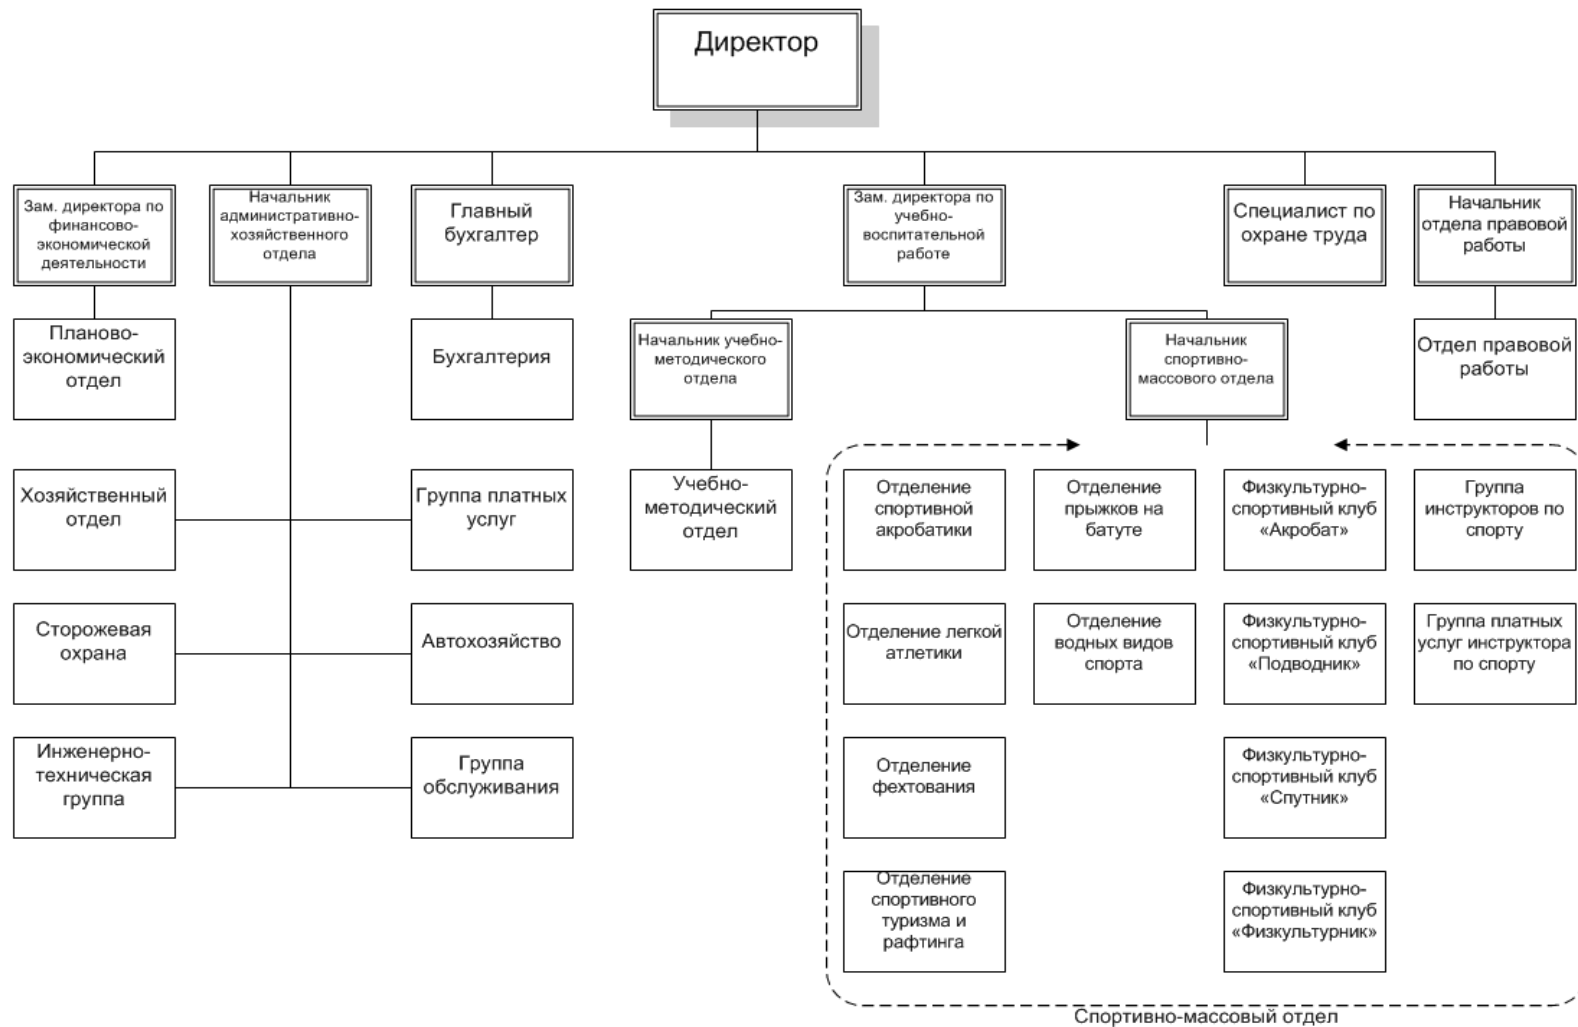 Директор
Зам. директора по
финансово-
экономической
деятельности
Начальник
административно-
хозяйственного
отдела
Главный
бухгалтер
Зам. директора по
учебно-
воспитательной
работе
Специалист по
охране труда
Начальник
отдела правовой
работы
Планово-
экономический
отдел
Бухгалтерия
Начальник учебно-
методического
отдела
Начальник
спортивно-
массового отдела
Отдел правовой
работы
Хозяйственный
отдел
Группа платных
услуг
Учебно-
методический
отдел
Отделение
спортивной
акробатики
Отделение
прыжков на
батуте
Физкультурно-
спортивный клуб
«Акробат»
Группа
инструкторов по
спорту
Сторожевая
охрана
Автохозяйство
Отделение легкой
атлетики
Отделение
водных видов
спорта
Физкультурно-
спортивный клуб
«Подводник»
Группа платных
услуг инструктора
по спорту
Инженерно-
техническая
группа
Группа
обслуживания
Отделение
фехтования
Физкультурно-
спортивный клуб
«Спутник»
Отделение
спортивного
туризма и
рафтинга
Физкультурно-
спортивный клуб
«Физкультурник»
Спортивно-массовый отдел